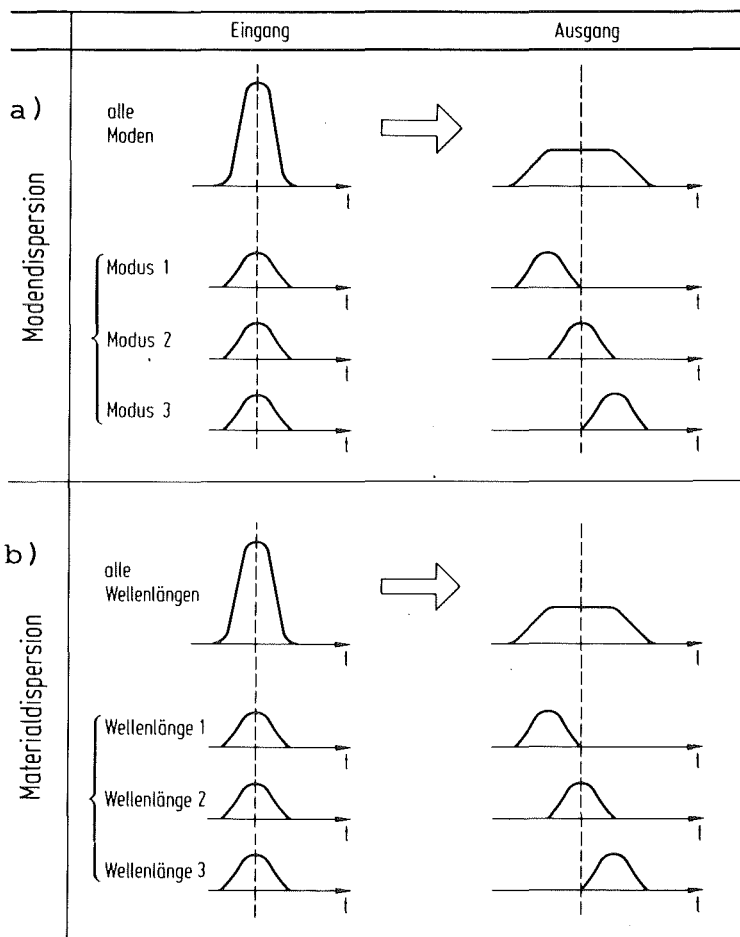 Eingang Ausgang
a)
Modendispersion
alle
Moden
t t
Modus 1
t t
Modus 2
t t
Modus 3
t t
b)
Materialdispersion
alle
Wellenlängen
t t
Wellenlänge 1
t t
Wellenlänge 2
t t
Wellenlänge 3
t t